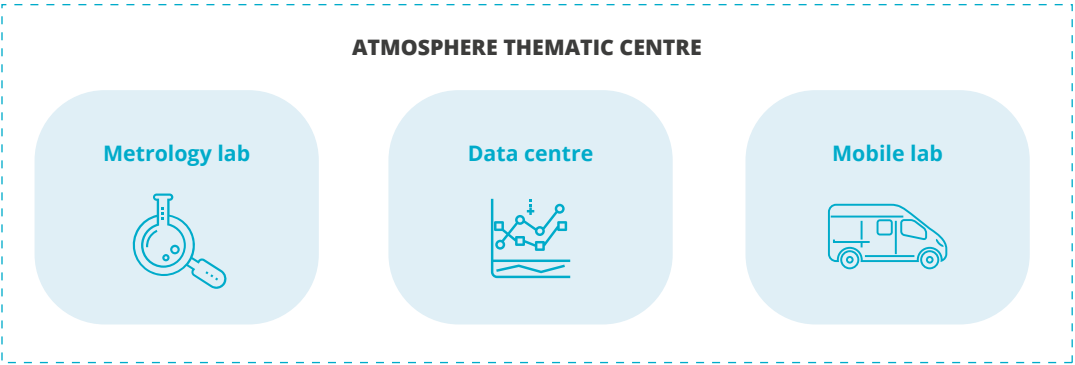 ATMOSPHERE THEMATIC CENTRE
Metrology lab
Data centre
Mobile lab